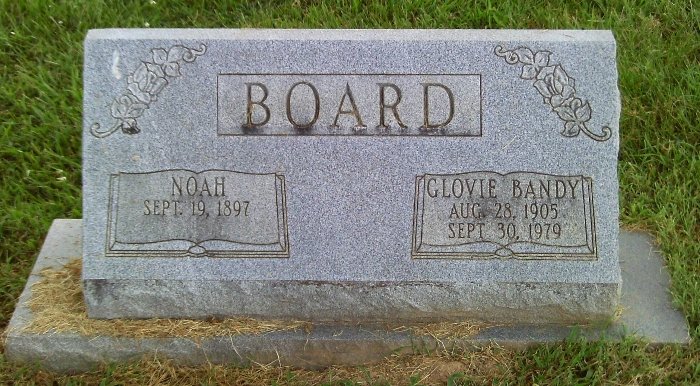 BOARD
NOAH
SEPT. 19, 1897
GLOVIE BANDY
AUG. 28, 1905
SEPT. 30, 1979